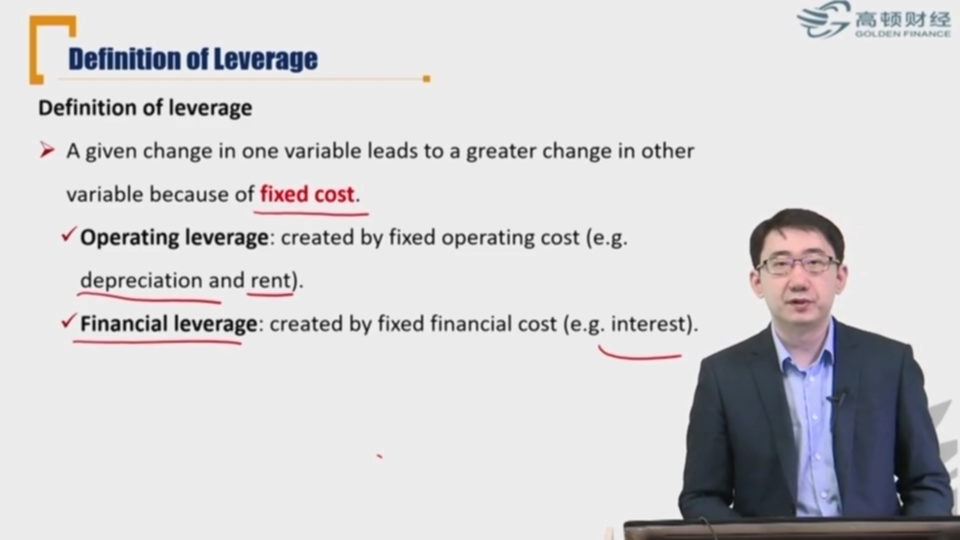 高顿财经
GOLDEN FINANCE
Definition of Leverage
Definition of leverage
A given change in one variable leads to a greater change in other
variable because of fixed cost.
Operating leverage: created by fixed operating cost (e.g.
depreciation and rent).
Financial leverage: created by fixed financial cost (e.g. interest).